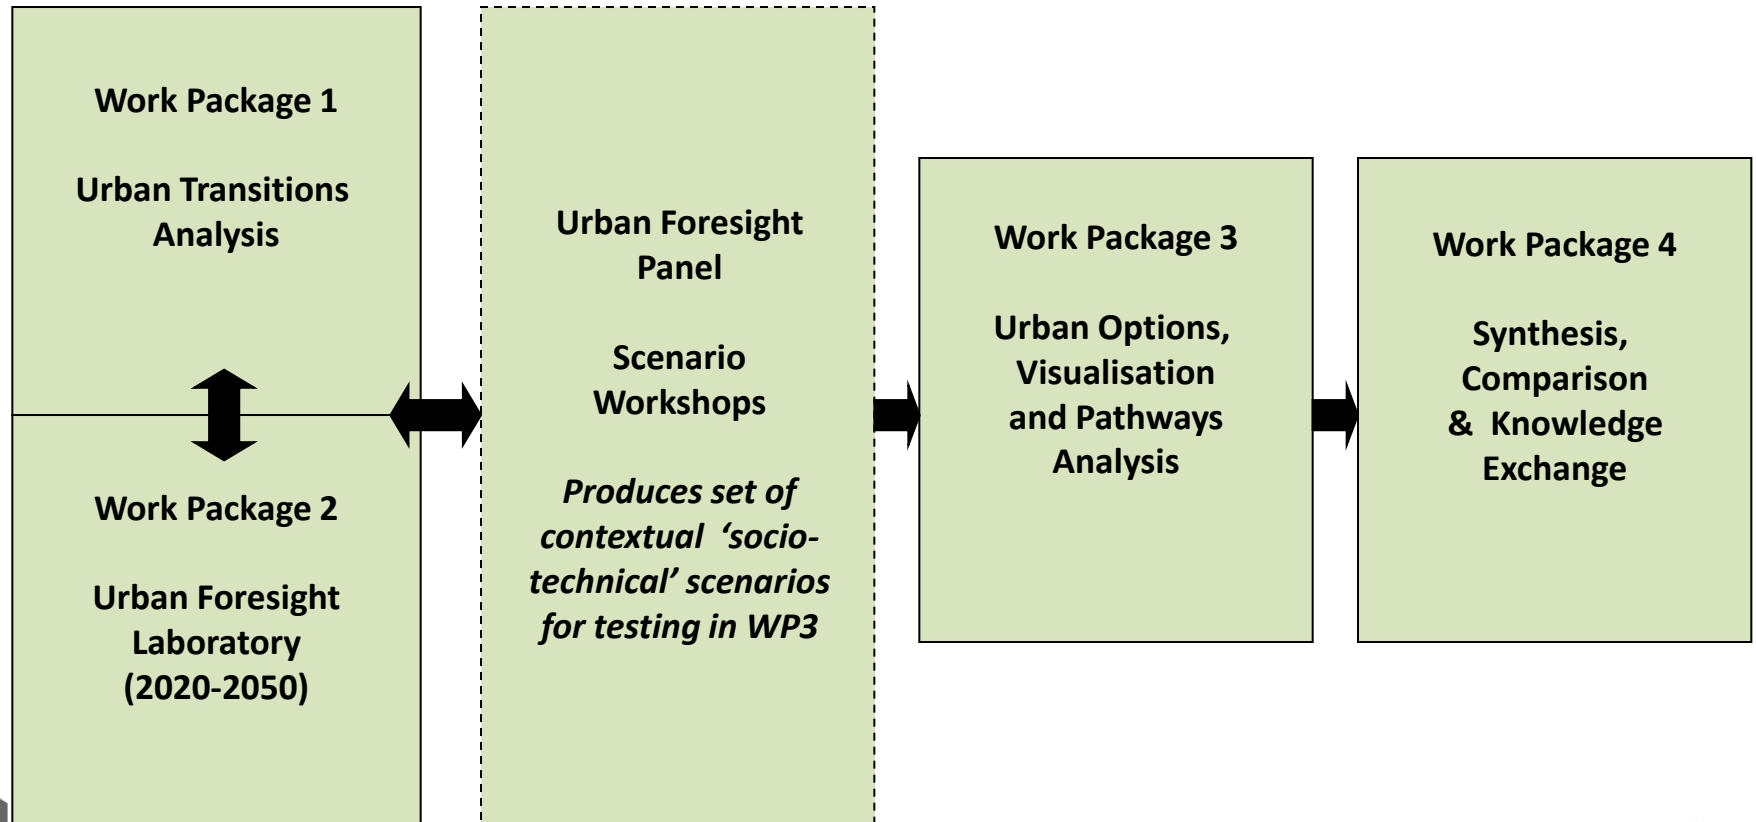 Work Package 1
Urban Transitions
Analysis
Work Package 2
Urban Foresight
Laboratory
(2020-2050)
Urban Foresight
Panel
Scenario
Workshops
Produces set of
contextual ‘socio-
technical’ scenarios
for testing in WP3
Work Package 3
Urban Options,
Visualisation
and Pathways
Analysis
Work Package 4
Synthesis,
Comparison
& Knowledge
Exchange